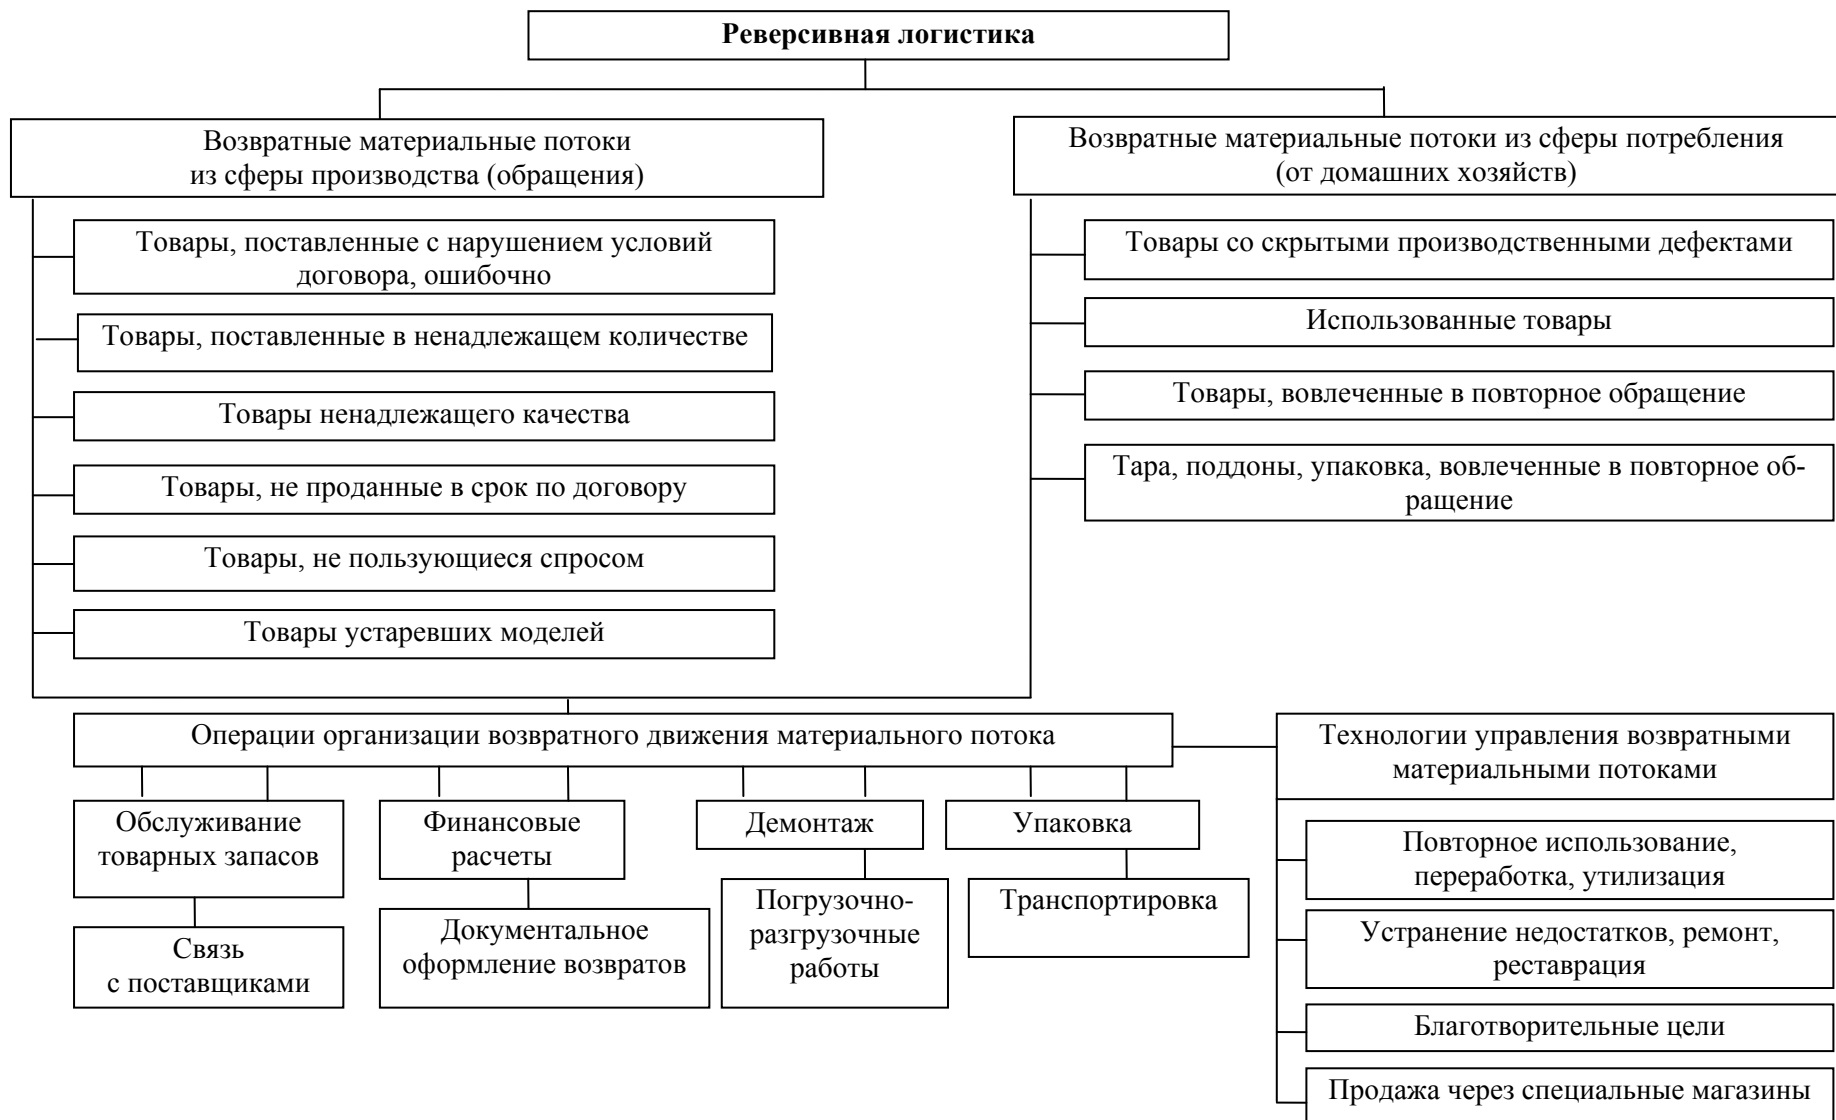 Реверсивная логистика
Возвратные материальные потоки
из сферы производства (обращения)
Возвратные материальные потоки из сферы потребления
(от домашних хозяйств)
Товары, поставленные с нарушением условий
договора, ошибочно
Товары, поставленные в ненадлежащем количестве
Товары ненадлежащего качества
Товары, не проданные в срок по договору
Товары, не пользующиеся спросом
Товары устаревших моделей
Товары со скрытыми производственными дефектами
Использованные товары
Товары, вовлеченные в повторное обращение
Тара, поддоны, упаковка, вовлеченные в повторное об-
ращение
Операции организации возвратного движения материального потока
Обслуживание
товарных запасов
Финансовые
расчеты
Демонтаж
Упаковка
Связь
с поставщиками
Документальное
оформление возвратов
Погрузочно-
разгрузочные
работы
Транспортировка
Технологии управления возвратными
материальными потоками
Повторное использование,
переработка, утилизация
Устранение недостатков, ремонт,
реставрация
Благотворительные цели
Продажа через специальные магазины